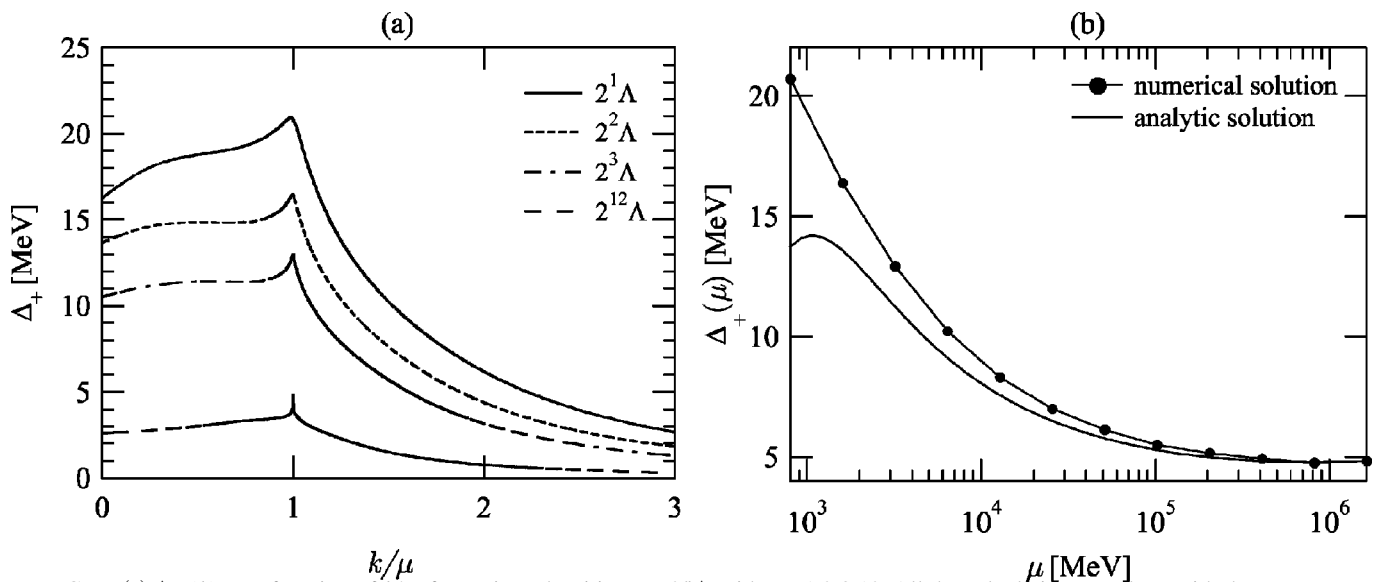 (a)
25
20
15
10
5
0
Δ₊ [MeV]
2¹Λ
2²Λ
2³Λ
2¹²Λ
0
1
2
3
k/μ
(b)
20
15
10
5
Δ₊(μ) [MeV]
numerical solution
analytic solution
10³
10⁴
10⁵
10⁶
μ [MeV]